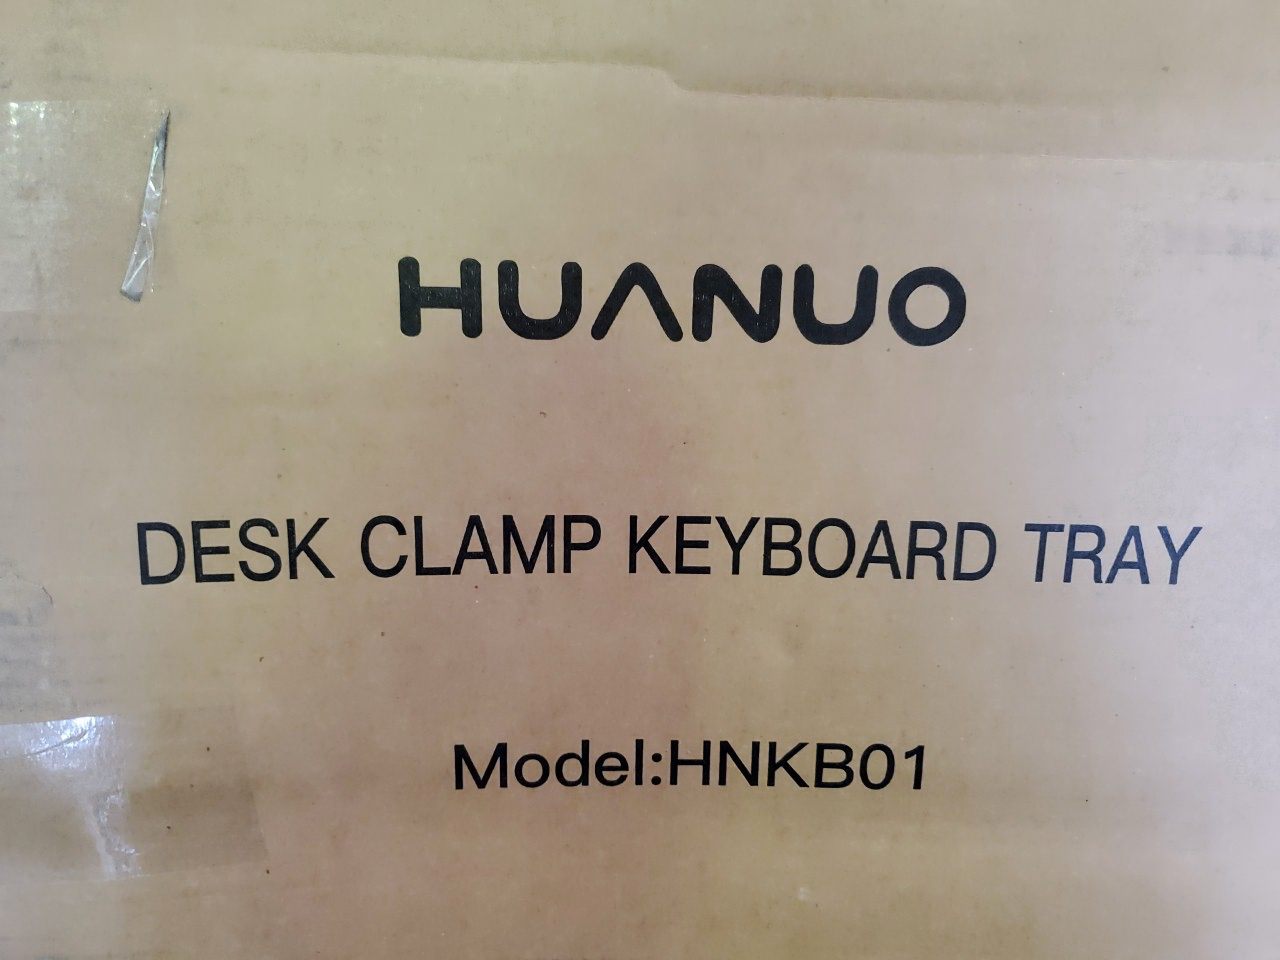 HUANUO
DESK CLAMP KEYBOARD TRAY
Model:HNKB01